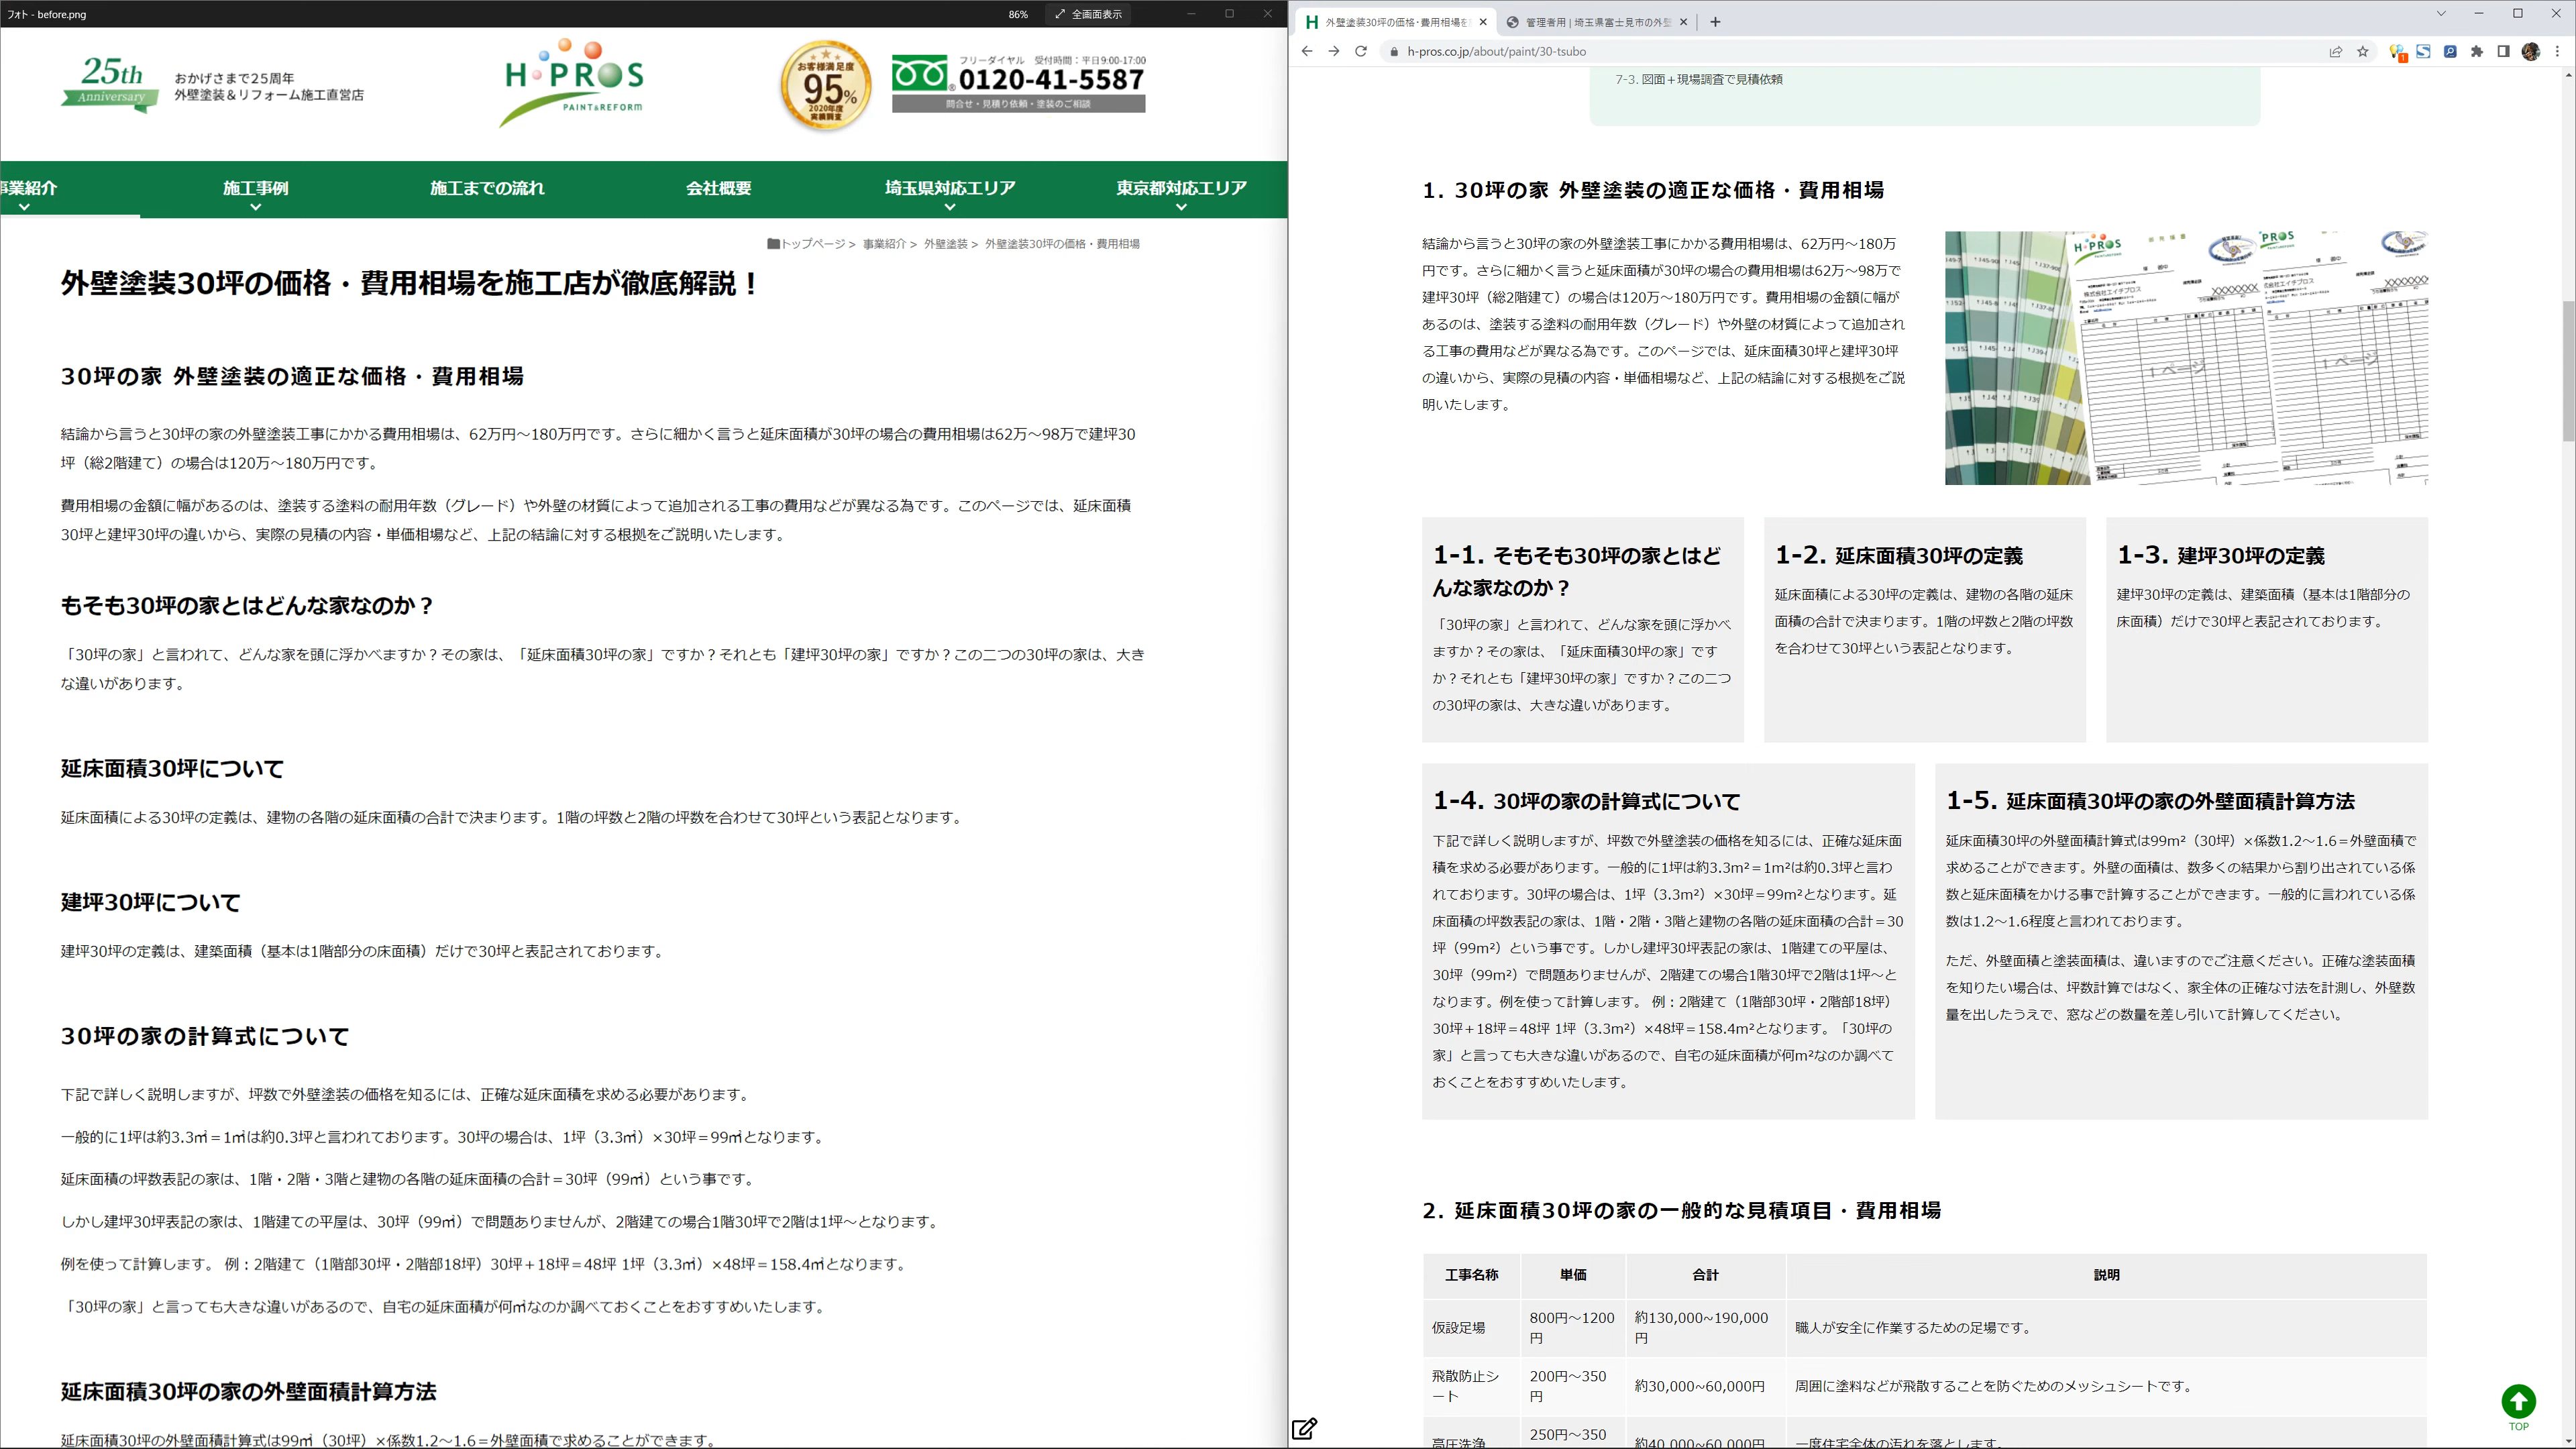 フォト - before.png
86%
全画面表示
25th
Anniversary
おかげさまで25周年
外壁塗装＆リフォーム施工直営店
H-PROS
PAINT&REFORM
お客様満足度
95%
2020年度
実績調査
フリーダイヤル 受付時間：平日9:00-17:00
0120-41-5587
問合せ・見積り依頼・塗装のご相談
事業紹介
施工事例
施工までの流れ
会社概要
埼玉県対応エリア
東京都対応エリア
トップページ > 事業紹介 > 外壁塗装 > 外壁塗装30坪の価格・費用相場
外壁塗装30坪の価格・費用相場を施工店が徹底解説！
30坪の家 外壁塗装の適正な価格・費用相場
結論から言うと30坪の家の外壁塗装工事にかかる費用相場は、62万円～180万円です。さらに細かく言うと延床面積が30坪の場合の費用相場は62万～98万で建坪30
坪（総2階建て）の場合は120万～180万円です。
費用相場の金額に幅があるのは、塗装する塗料の耐用年数（グレード）や外壁の材質によって追加される工事の費用などが異なる為です。このページでは、延床面積
30坪と建坪30坪の違いから、実際の見積の内容・単価相場など、上記の結論に対する根拠をご説明いたします。
もそも30坪の家とはどんな家なのか？
「30坪の家」と言われて、どんな家を頭に浮かべますか？その家は、「延床面積30坪の家」ですか？それとも「建坪30坪の家」ですか？この二つの30坪の家は、大き
な違いがあります。
延床面積30坪について
延床面積による30坪の定義は、建物の各階の延床面積の合計で決まります。1階の坪数と2階の坪数を合わせて30坪という表記となります。
建坪30坪について
建坪30坪の定義は、建築面積（基本は1階部分の床面積）だけで30坪と表記されております。
30坪の家の計算式について
下記で詳しく説明しますが、坪数で外壁塗装の価格を知るには、正確な延床面積を求める必要があります。
一般的に1坪は約3.3㎡＝1㎡は約0.3坪と言われております。30坪の場合は、1坪（3.3㎡）×30坪＝99㎡となります。
延床面積の坪数表記の家は、1階・2階・3階と建物の各階の延床面積の合計＝30坪（99㎡）という事です。
しかし建坪30坪表記の家は、1階建ての平屋は、30坪（99㎡）で問題ありませんが、2階建ての場合1階30坪で2階は1坪～となります。
例を使って計算します。 例：2階建て（1階部30坪・2階部18坪）30坪＋18坪＝48坪 1坪（3.3㎡）×48坪＝158.4㎡となります。
「30坪の家」と言っても大きな違いがあるので、自宅の延床面積が何㎡なのか調べておくことをおすすめいたします。
延床面積30坪の家の外壁面積計算方法
延床面積30坪の外壁面積計算式は99㎡（30坪）×係数1.2～1.6＝外壁面積で求めることができます。
外壁塗装30坪の価格・費用相場を
管理者用 | 埼玉県富士見市の外壁
h-pros.co.jp/about/paint/30-tsubo
7-3. 図面＋現場調査で見積依頼
1. 30坪の家 外壁塗装の適正な価格・費用相場
結論から言うと30坪の家の外壁塗装工事にかかる費用相場は、62万円～180万
円です。さらに細かく言うと延床面積が30坪の場合の費用相場は62万～98万で
建坪30坪（総2階建て）の場合は120万～180万円です。費用相場の金額に幅が
あるのは、塗装する塗料の耐用年数（グレード）や外壁の材質によって追加され
る工事の費用などが異なる為です。このページでは、延床面積30坪と建坪30坪
の違いから、実際の見積の内容・単価相場など、上記の結論に対する根拠をご説
明いたします。
H-PROS
株式会社エイチプロス
1 ページ
1 ページ
1-1. そもそも30坪の家とはど
んな家なのか？
「30坪の家」と言われて、どんな家を頭に浮かべ
ますか？その家は、「延床面積30坪の家」です
か？それとも「建坪30坪の家」ですか？この二つ
の30坪の家は、大きな違いがあります。
1-2. 延床面積30坪の定義
延床面積による30坪の定義は、建物の各階の延床
面積の合計で決まります。1階の坪数と2階の坪数
を合わせて30坪という表記となります。
1-3. 建坪30坪の定義
建坪30坪の定義は、建築面積（基本は1階部分の
床面積）だけで30坪と表記されております。
1-4. 30坪の家の計算式について
下記で詳しく説明しますが、坪数で外壁塗装の価格を知るには、正確な延床面
積を求める必要があります。一般的に1坪は約3.3m²＝1m²は約0.3坪と言わ
れております。30坪の場合は、1坪（3.3m²）×30坪＝99m²となります。延
床面積の坪数表記の家は、1階・2階・3階と建物の各階の延床面積の合計＝30
坪（99m²）という事です。しかし建坪30坪表記の家は、1階建ての平屋は、
30坪（99m²）で問題ありませんが、2階建ての場合1階30坪で2階は1坪～と
なります。例を使って計算します。 例：2階建て（1階部30坪・2階部18坪）
30坪＋18坪＝48坪 1坪（3.3m²）×48坪＝158.4m²となります。「30坪の
家」と言っても大きな違いがあるので、自宅の延床面積が何m²なのか調べて
おくことをおすすめいたします。
1-5. 延床面積30坪の家の外壁面積計算方法
延床面積30坪の外壁面積計算式は99m²（30坪）×係数1.2～1.6＝外壁面積で
求めることができます。外壁の面積は、数多くの結果から割り出されている係
数と延床面積をかける事で計算することができます。一般的に言われている係
数は1.2～1.6程度と言われております。
ただ、外壁面積と塗装面積は、違いますのでご注意ください。正確な塗装面積
を知りたい場合は、坪数計算ではなく、家全体の正確な寸法を計測し、外壁数
量を出したうえで、窓などの数量を差し引いて計算してください。
2. 延床面積30坪の家の一般的な見積項目・費用相場
工事名称 単価 合計 説明
仮設足場 800円～1200円 約130,000~190,000円 職人が安全に作業するための足場です。
飛散防止シート 200円～350円 約30,000~60,000円 周囲に塗料などが飛散することを防ぐためのメッシュシートです。
高圧洗浄 250円～350 約40,000~60,000円 一度住宅全体の汚れを落とします。
TOP